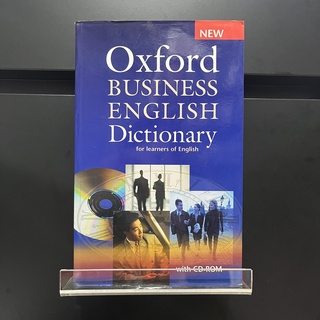 NEW
Oxford
BUSINESS
ENGLISH
Dictionary
for learners of English
with CD-ROM